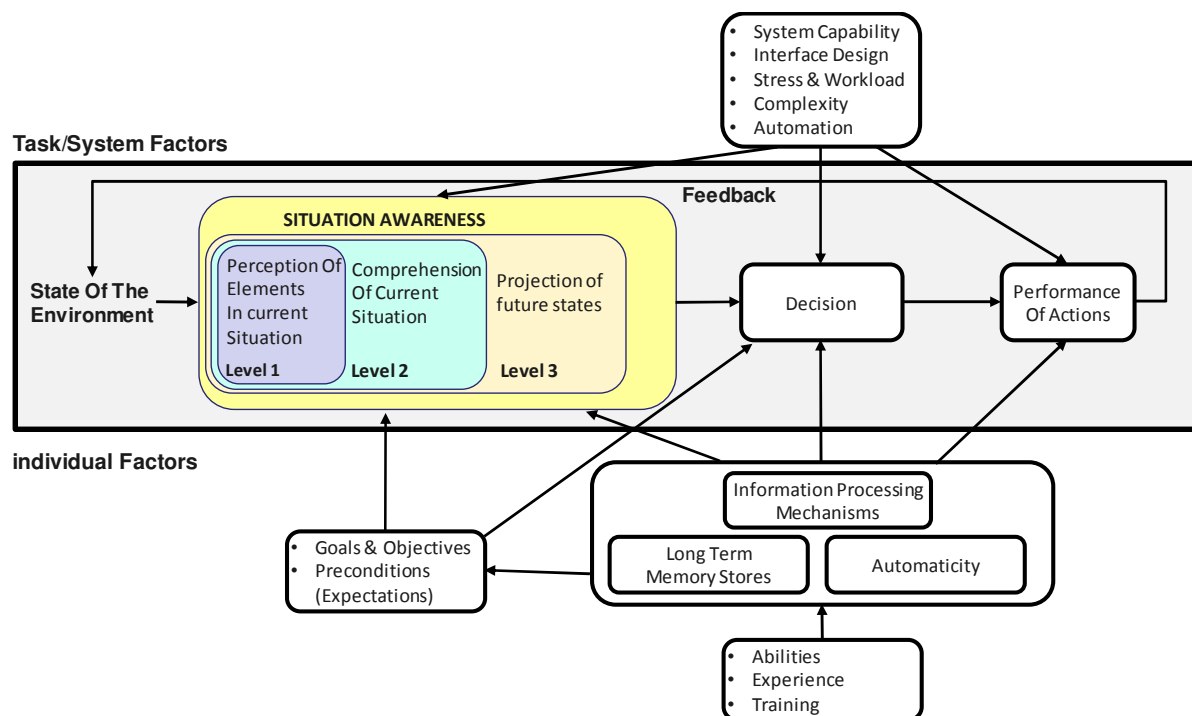 • System Capability
• Interface Design
• Stress & Workload
• Complexity
• Automation
Task/System Factors
Feedback
SITUATION AWARENESS
Perception Of
Elements
In current
Situation
Level 1
Comprehension
Of Current
Situation
Level 2
Projection of
future states
Level 3
State Of The
Environment
Decision
Performance
Of Actions
individual Factors
Information Processing
Mechanisms
Long Term
Memory Stores
Automaticity
• Goals & Objectives
• Preconditions
(Expectations)
• Abilities
• Experience
• Training